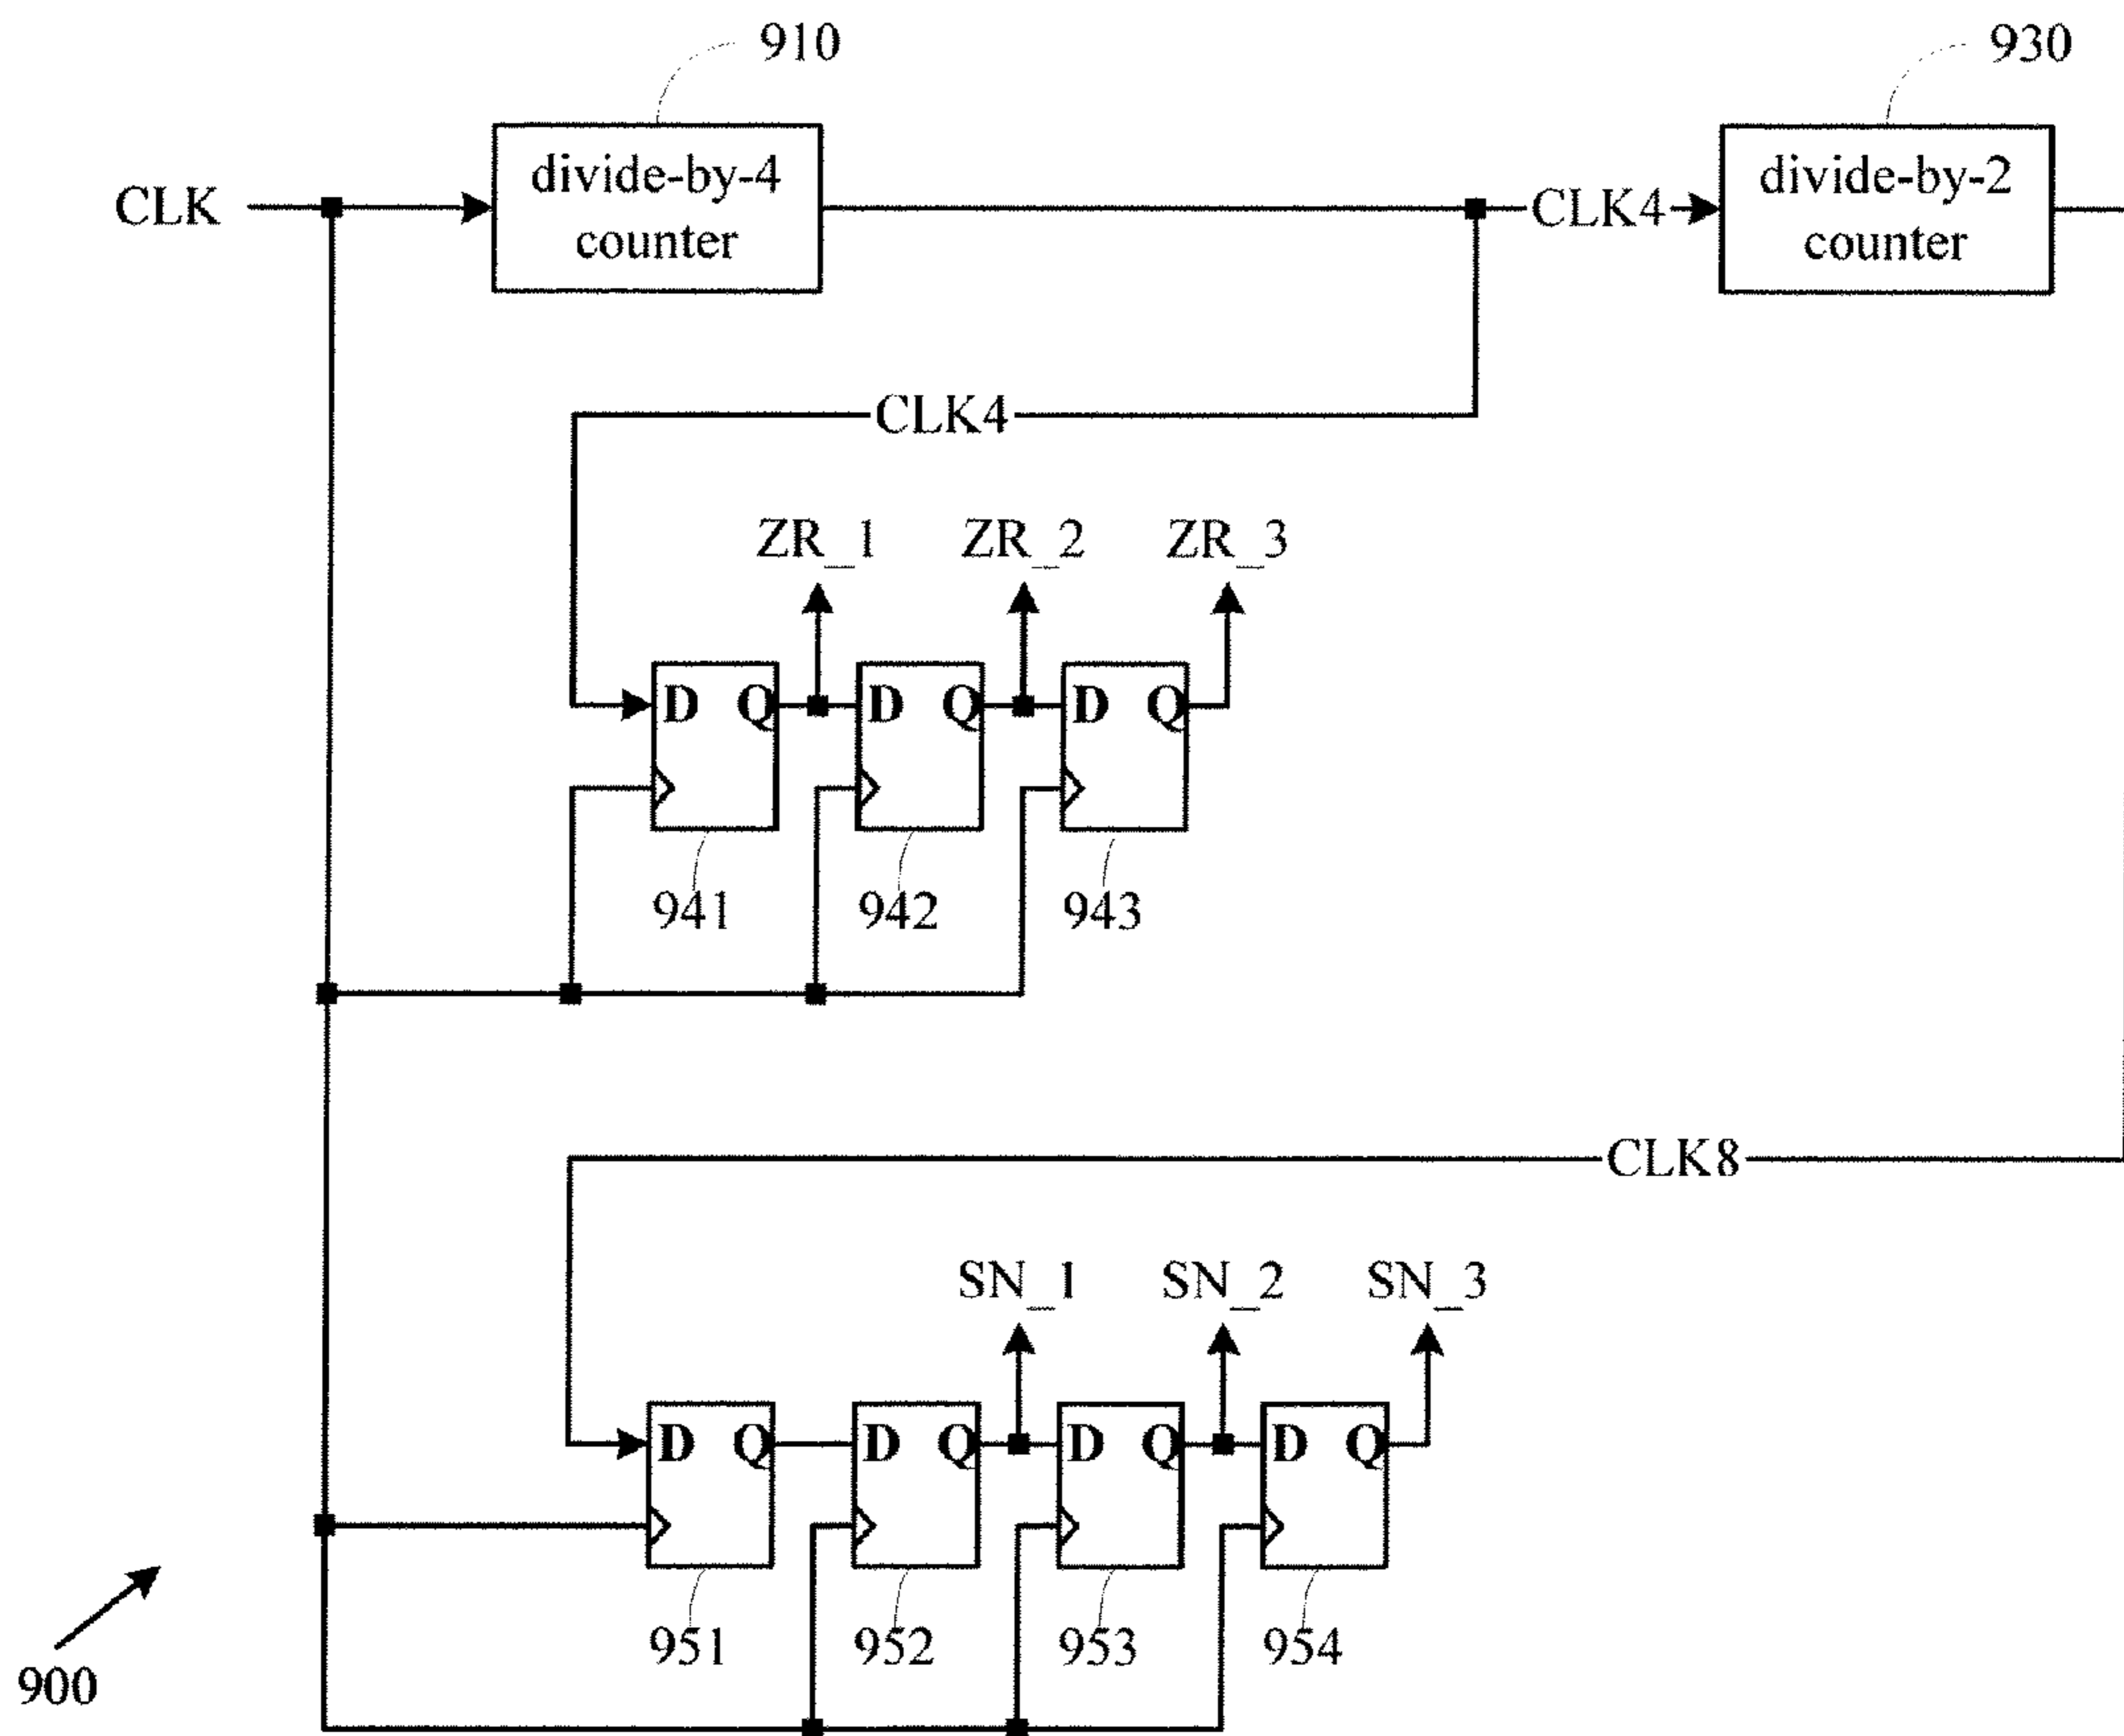 910
930
CLK
divide-by-4
counter
CLK4
divide-by-2
counter
CLK4
ZR_1
ZR_2
ZR_3
D Q
D Q
D Q
941
942
943
CLK8
SN_1
SN_2
SN_3
D Q
D Q
D Q
D Q
951
952
953
954
900